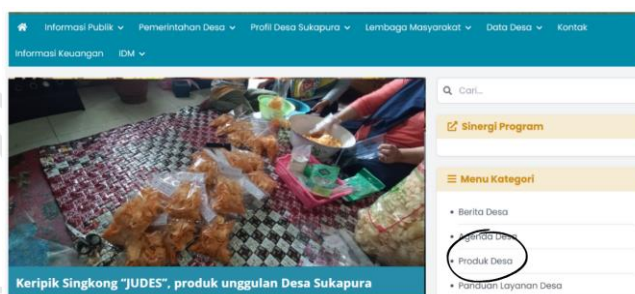 Informasi Publik Pemerintahan Desa Profil Desa Sukapura Lembaga Masyarakat Data Desa Kontak
Informasi Keuangan IDM
Cari...
Sinergi Program
Menu Kategori
Berita Desa
Agenda Desa
Produk Desa
Panduan Layanan Desa
Keripik Singkong "JUDES", produk unggulan Desa Sukapura